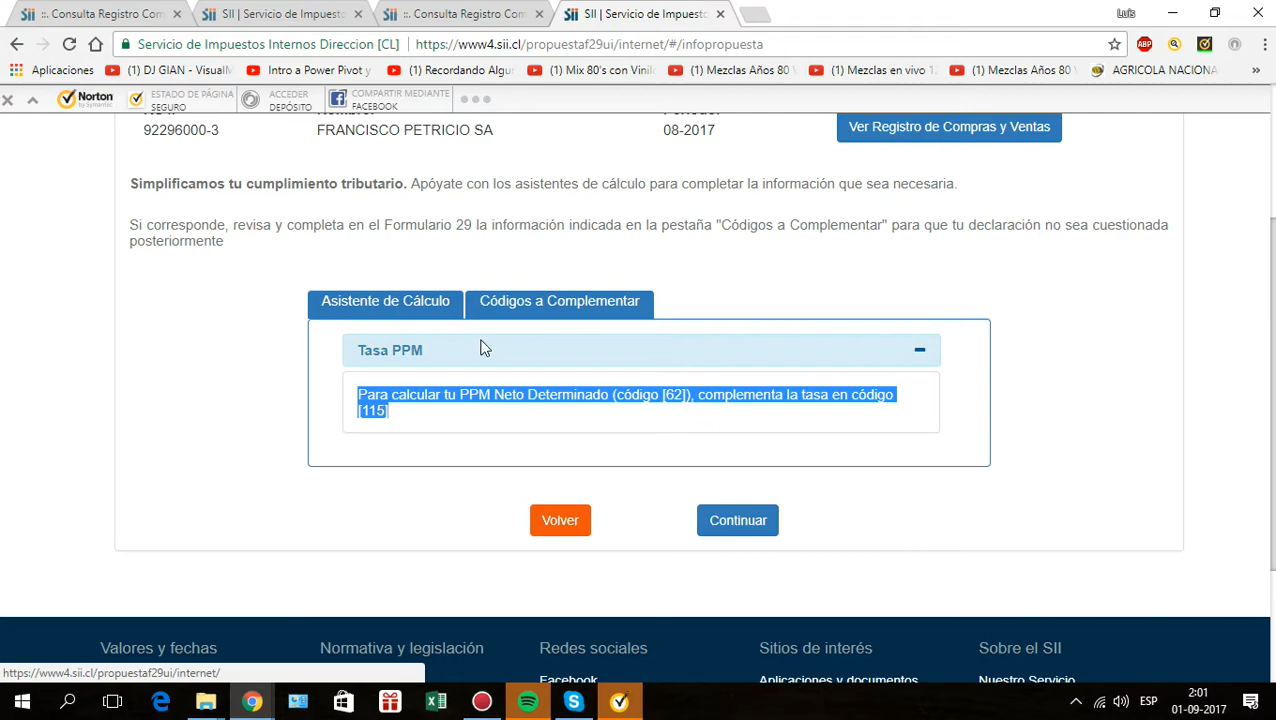 :. Consulta Registro Com
SII | Servicio de Impuesto
:. Consulta Registro Com
SII | Servicio de Impuesto
Luis
Servicio de Impuestos Internos Direccion [CL]
https://www4.sii.cl/propuestaf29ui/internet/#/infopropuesta
ABP
Aplicaciones
(1) DJ GIAN - VisualM
Intro a Power Pivot y
(1) Recordando Algu
(1) Mix 80's con Vinilo
(1) Mezclas Años 80
(1) Mezclas en vivo 12
(1) Mezclas Años 80 V
AGRICOLA NACIONA
»
Norton
by Symantec
ESTADO DE PÁGINA
SEGURO
ACCEDER
DEPÓSITO
COMPARTIR MEDIANTE
FACEBOOK
92296000-3
FRANCISCO PETRICIO SA
08-2017
Ver Registro de Compras y Ventas
Simplificamos tu cumplimiento tributario. Apóyate con los asistentes de cálculo para completar la información que sea necesaria.
Si corresponde, revisa y completa en el Formulario 29 la información indicada en la pestaña "Códigos a Complementar" para que tu declaración no sea cuestionada
posteriormente
Asistente de Cálculo
Códigos a Complementar
Tasa PPM
Para calcular tu PPM Neto Determinado (código [62]), complementa la tasa en código
[115]
Volver
Continuar
Valores y fechas
Normativa y legislación
Redes sociales
Sitios de interés
Sobre el SII
https://www4.sii.cl/propuestaf29ui/internet/
Facebook
Aplicaciones y documentos
Nuestro Servicio
ESP
2:01
01-09-2017